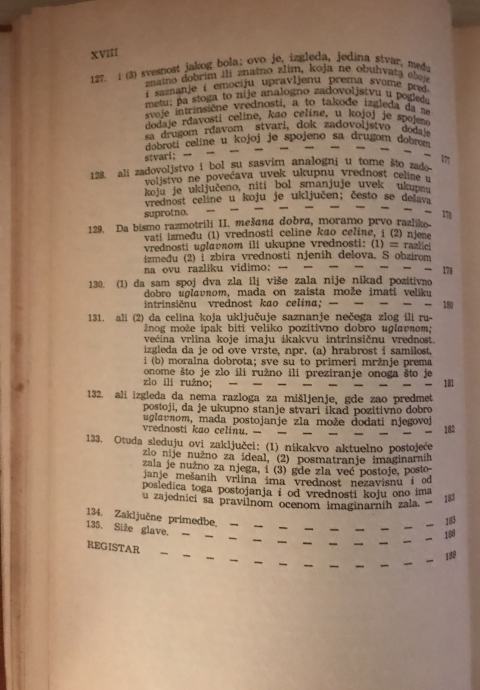 XVIII
127. i (3) svesnost jakog bola; ovo je, izgleda, jedina stvar, među
znatno dobrim ili znatno zlim, koja ne obuhvata oboje
i saznanje i emociju upravljenu prema svome pred-
metu; pa stoga to nije analogno zadovoljstvu u pogledu
svoje intrinsične vrednosti, a to takođe izgleda da ne
dodaje rđavosti celine, kao celine, u kojoj je spojeno
sa drugom rđavom stvari, dok zadovoljstvo dodaje
dobroti celine u kojoj je spojeno sa drugom dobrom
stvari; — — — — — — — — — — 177
128. ali zadovoljstvo i bol su sasvim analogni u tome što zado-
voljstvo ne povećava uvek ukupnu vrednost celine u
koju je uključeno, niti bol smanjuje uvek ukupnu
vrednost celine u koju je uključen; često se dešava
suprotno. — — — — — — — — — — 178
129. Da bismo razmotrili II. mešana dobra, moramo prvo razliko-
vati između (1) vrednosti celine kao celine, i (2) njene
vrednosti uglavnom ili ukupne vrednosti: (1) = razlici
između (2) i zbira vrednosti njenih delova. S obzirom
na ovu razliku vidimo: — — — — — — — 179
130. (1) da sam spoj dva zla ili više zala nije nikad pozitivno
dobro uglavnom, mada on zaista može imati veliku
intrinsičnu vrednost kao celina; — — — — — 180
131. ali (2) da celina koja uključuje saznanje nečega zlog ili ru-
žnog može ipak biti veliko pozitivno dobro uglavnom;
većina vrlina koje imaju ikakvu intrinsičnu vrednost.
izgleda da je od ove vrste, npr. (a) hrabrost i samilost,
i (b) moralna dobrota; sve su to primeri mržnje prema
onome što je zlo ili ružno ili preziranje onoga što je
zlo ili ružno; — — — — — — — — — 181
132. ali izgleda da nema razloga za mišljenje, gde zao predmet
postoji, da je ukupno stanje stvari ikad pozitivno dobro
uglavnom, mada postojanje zla može dodati njegovoj
vrednosti kao celinu. — — — — — — — — 182
133. Otuda sleduju ovi zaključci: (1) nikakvo aktuelno postojeće
zlo nije nužno za ideal, (2) posmatranje imaginarnih
zala je nužno za njega, i (3) gde zla već postoje, posto-
janje mešanih vrlina ima vrednost nezavisnu i od
posledica toga postojanja i od vrednosti koju ono ima
u zajednici sa pravilnom ocenom imaginarnih zala. — 183
134. Zaključne primedbe. — — — — — — — — 185
135. Siže glave. — — — — — — — — — — 186
REGISTAR — — — — — — — — — — 189